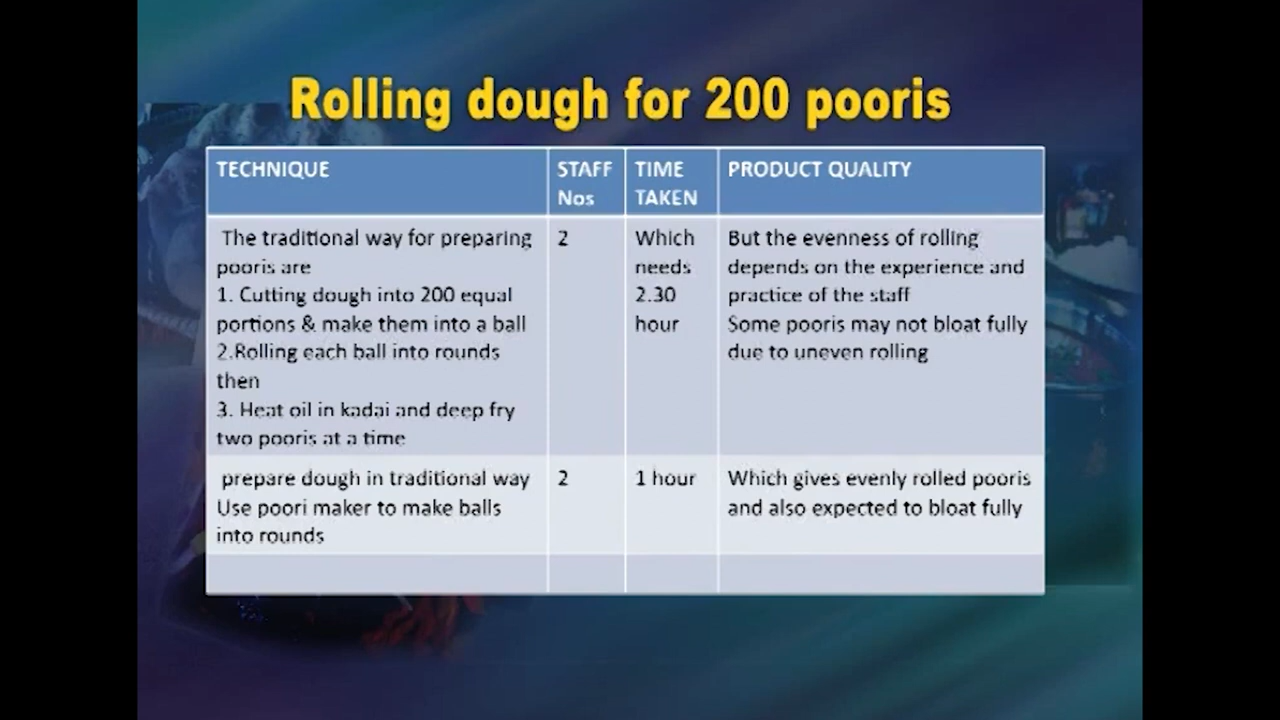 Rolling dough for 200 pooris
TECHNIQUE
STAFF
Nos
TIME
TAKEN
PRODUCT QUALITY
The traditional way for preparing
pooris are
1. Cutting dough into 200 equal
portions & make them into a ball
2.Rolling each ball into rounds
then
3. Heat oil in kadai and deep fry
two pooris at a time
2
Which
needs
2.30
hour
But the evenness of rolling
depends on the experience and
practice of the staff
Some pooris may not bloat fully
due to uneven rolling
prepare dough in traditional way
Use poori maker to make balls
into rounds
2
1 hour
Which gives evenly rolled pooris
and also expected to bloat fully